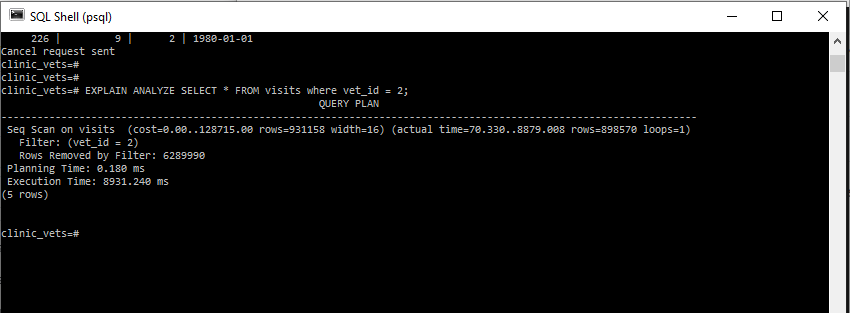 SQL Shell (psql)
226 | 9 | 2 | 1980-01-01
Cancel request sent
clinic_vets=#
clinic_vets=#
clinic_vets=# EXPLAIN ANALYZE SELECT * FROM visits where vet_id = 2;
QUERY PLAN
-----------------------------------------------------------------------------------------------------------------
Seq Scan on visits  (cost=0.00..128715.00 rows=931158 width=16) (actual time=70.330..8879.008 rows=898570 loops=1)
Filter: (vet_id = 2)
Rows Removed by Filter: 6289990
Planning Time: 0.180 ms
Execution Time: 8931.240 ms
(5 rows)
clinic_vets=#